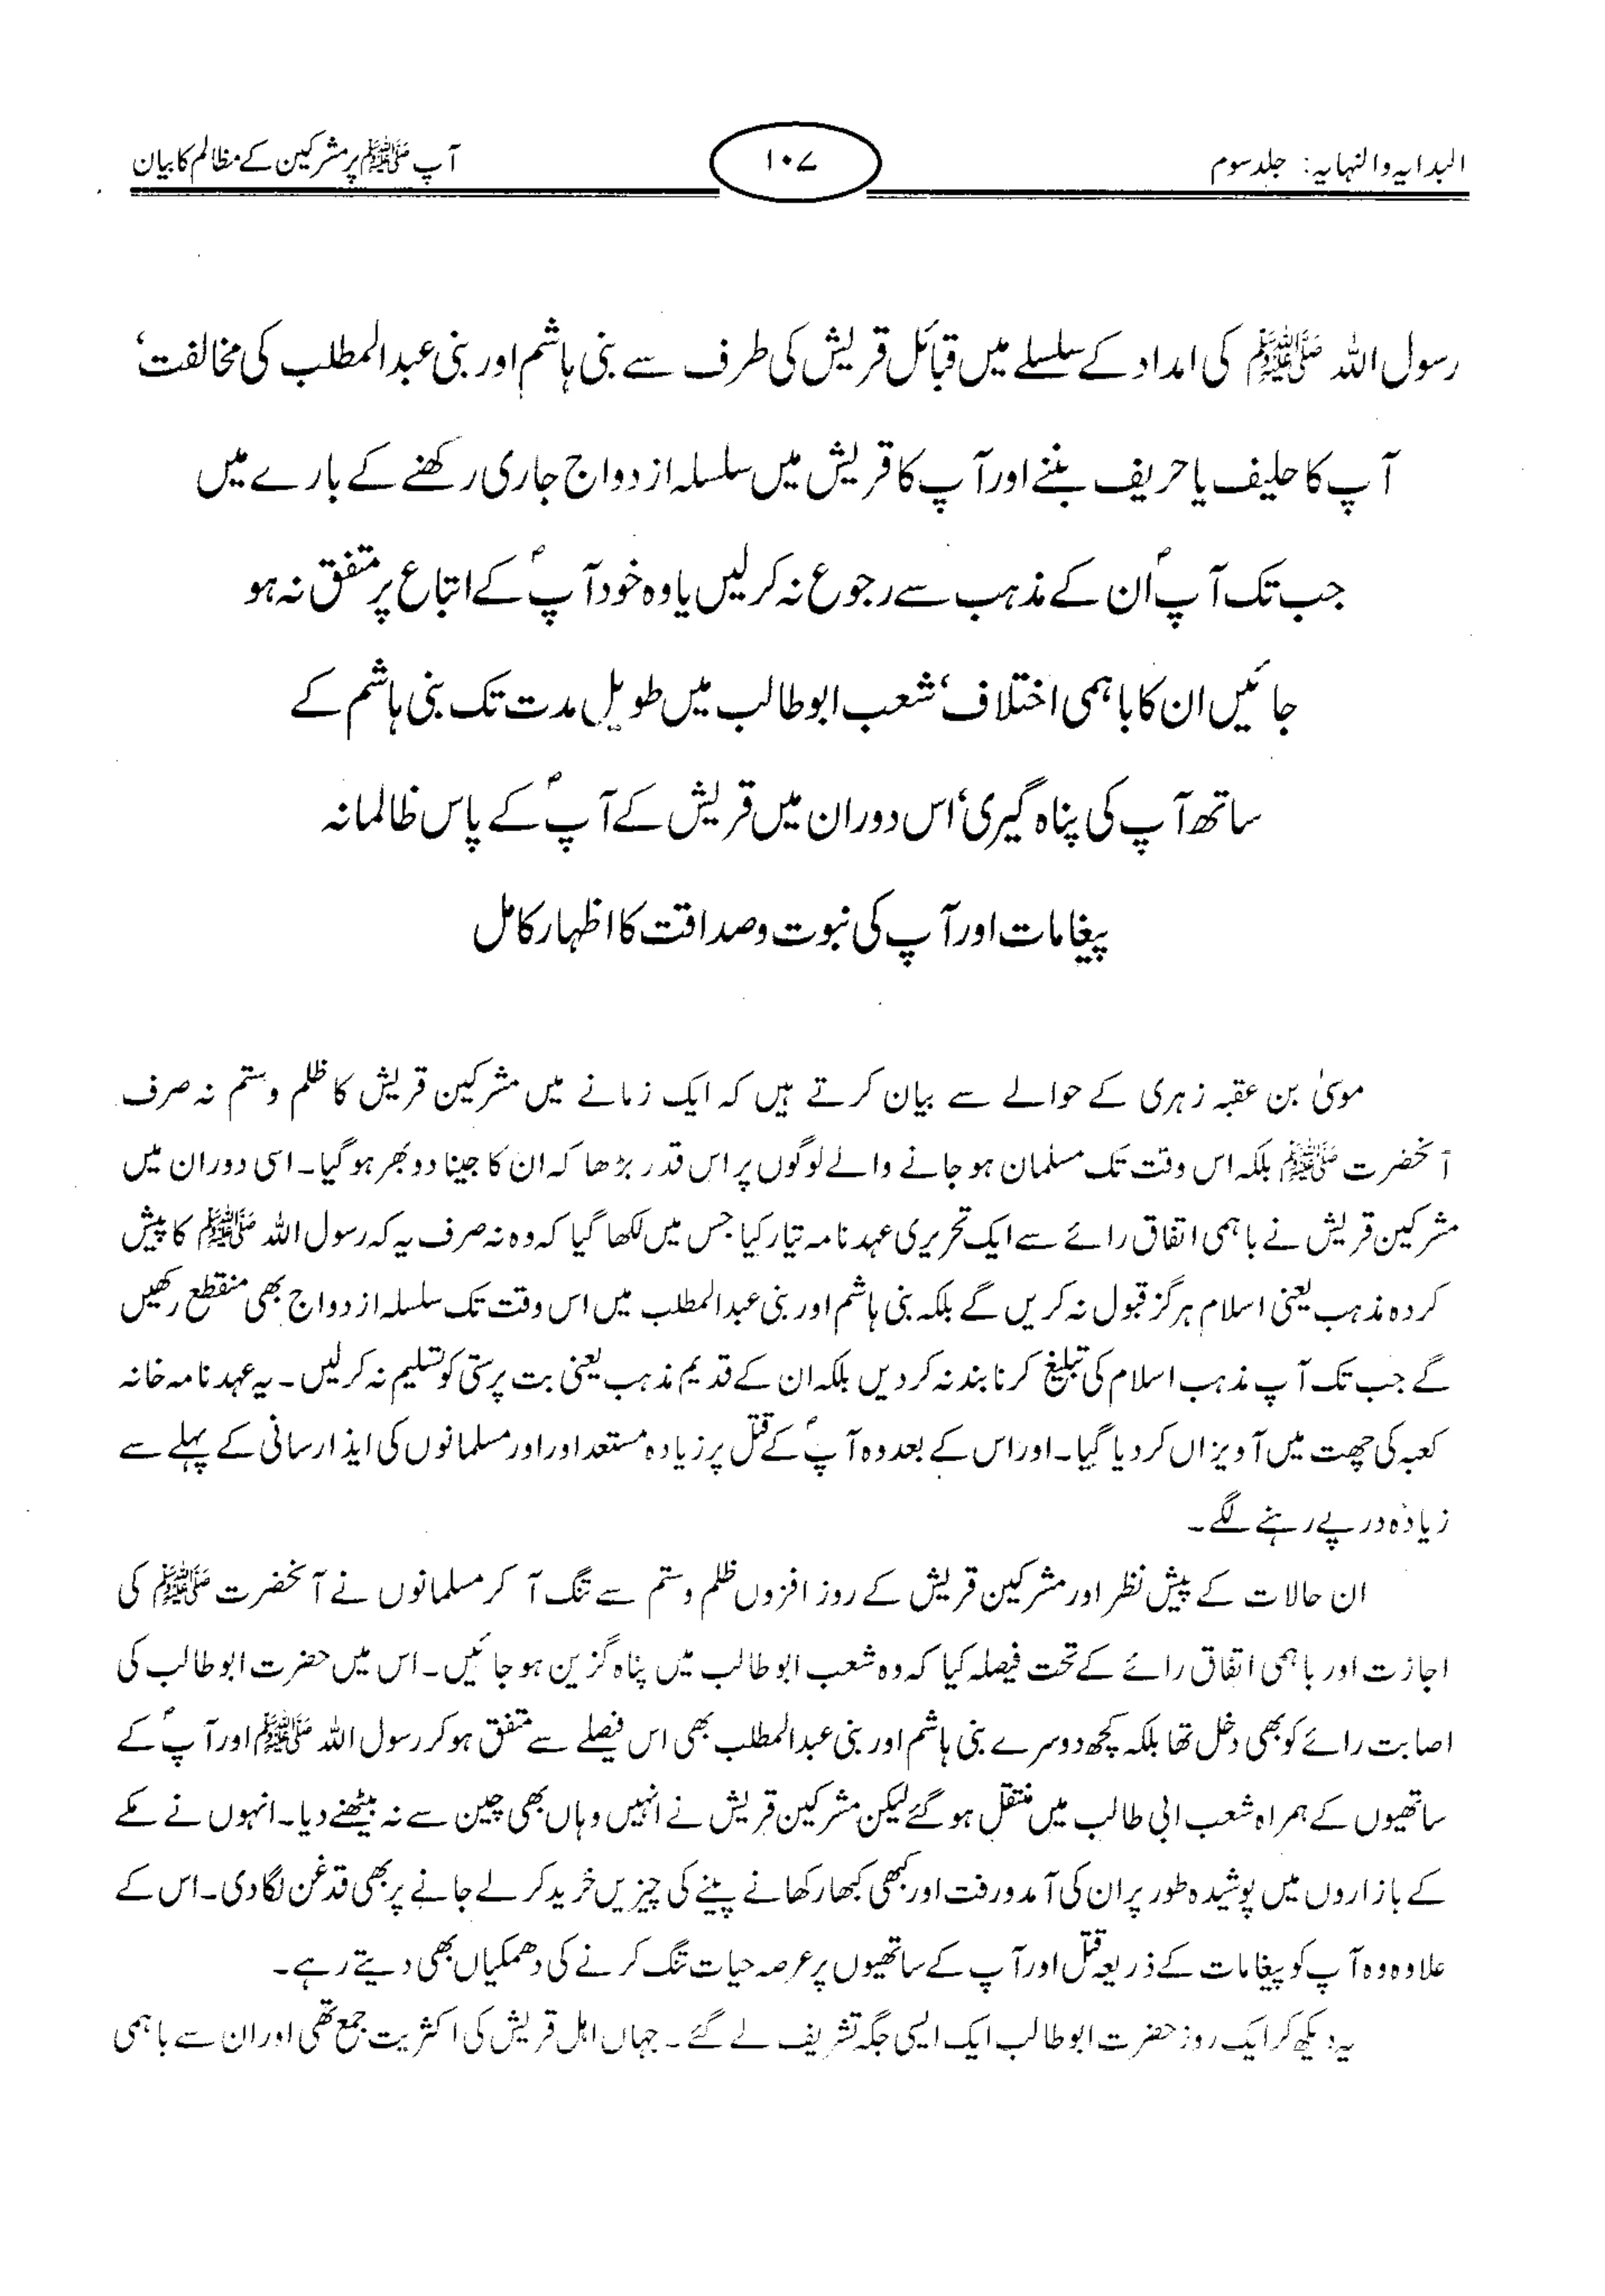 البدایہ والنہایہ: جلد سوم
۱۰۷
آپ ﷺ پر مشرکین کے مظالم کا بیان
رسول اللہ ﷺ کی امداد کے سلسلے میں قبائل قریش کی طرف سے بنی ہاشم اور بنی عبدالمطلب کی مخالفت‘
آپ کا حلیف یا حریف بننے اور آپ کا قریش میں سلسلہ ازدواج جاری رکھنے کے بارے میں
جب تک آپؐ ان کے مذہب سے رجوع نہ کر لیں یا وہ خود آپؐ کے اتباع پر متفق نہ ہو
جائیں ان کا باہمی اختلاف‘ شعب ابو طالب میں طویل مدت تک بنی ہاشم کے
ساتھ آپ کی پناہ گیری‘ اس دوران میں قریش کے آپؐ کے پاس ظالمانہ
پیغامات اور آپ کی نبوت و صداقت کا اظہار کامل
موسیٰ بن عقبہ زہری کے حوالے سے بیان کرتے ہیں کہ ایک زمانے میں مشرکین قریش کا ظلم و ستم نہ صرف
آنحضرت ﷺ بلکہ اس وقت تک مسلمان ہو جانے والے لوگوں پر اس قدر بڑھا کہ ان کا جینا دوبھر ہو گیا۔ اسی دوران میں
مشرکین قریش نے باہمی اتفاق رائے سے ایک تحریری عہد نامہ تیار کیا جس میں لکھا گیا کہ وہ نہ صرف یہ کہ رسول اللہ ﷺ کا پیش
کردہ مذہب یعنی اسلام ہرگز قبول نہ کریں گے بلکہ بنی ہاشم اور بنی عبدالمطلب میں اس وقت تک سلسلہ ازدواج بھی منقطع رکھیں
گے جب تک آپ مذہب اسلام کی تبلیغ کرنا بند نہ کر دیں بلکہ ان کے قدیم مذہب یعنی بت پرستی کو تسلیم نہ کر لیں۔ یہ عہد نامہ خانہ
کعبہ کی چھت میں آویزاں کر دیا گیا۔ اور اس کے بعد وہ آپؐ کے قتل پر زیادہ مستعد اور اور مسلمانوں کی ایذا رسانی کے پہلے سے
زیادہ درپے رہنے لگے۔
ان حالات کے پیش نظر اور مشرکین قریش کے روز افزوں ظلم و ستم سے تنگ آ کر مسلمانوں نے آنحضرت ﷺ کی
اجازت اور باہمی اتفاق رائے کے تحت فیصلہ کیا کہ وہ شعب ابو طالب میں پناہ گزین ہو جائیں۔ اس میں حضرت ابو طالب کی
اصابت رائے کو بھی دخل تھا بلکہ کچھ دوسرے بنی ہاشم اور بنی عبدالمطلب بھی اس فیصلے سے متفق ہو کر رسول اللہ ﷺ اور آپؐ کے
ساتھیوں کے ہمراہ شعب ابی طالب میں منتقل ہو گئے لیکن مشرکین قریش نے انہیں وہاں بھی چین سے نہ بیٹھنے دیا۔ انہوں نے مکے
کے بازاروں میں پوشیدہ طور پر ان کی آمدورفت اور کبھی کبھار کھانے پینے کی چیزیں خرید کر لے جانے پر بھی قدغن لگا دی۔ اس کے
علاوہ وہ آپ کو پیغامات کے ذریعہ قتل اور آپ کے ساتھیوں پر عرصہ حیات تنگ کرنے کی دھمکیاں بھی دیتے رہے۔
یہ دیکھ کر ایک روز حضرت ابو طالب ایک ایسی جگہ تشریف لے گئے۔ جہاں اہل قریش کی اکثریت جمع تھی اور ان سے باہمی